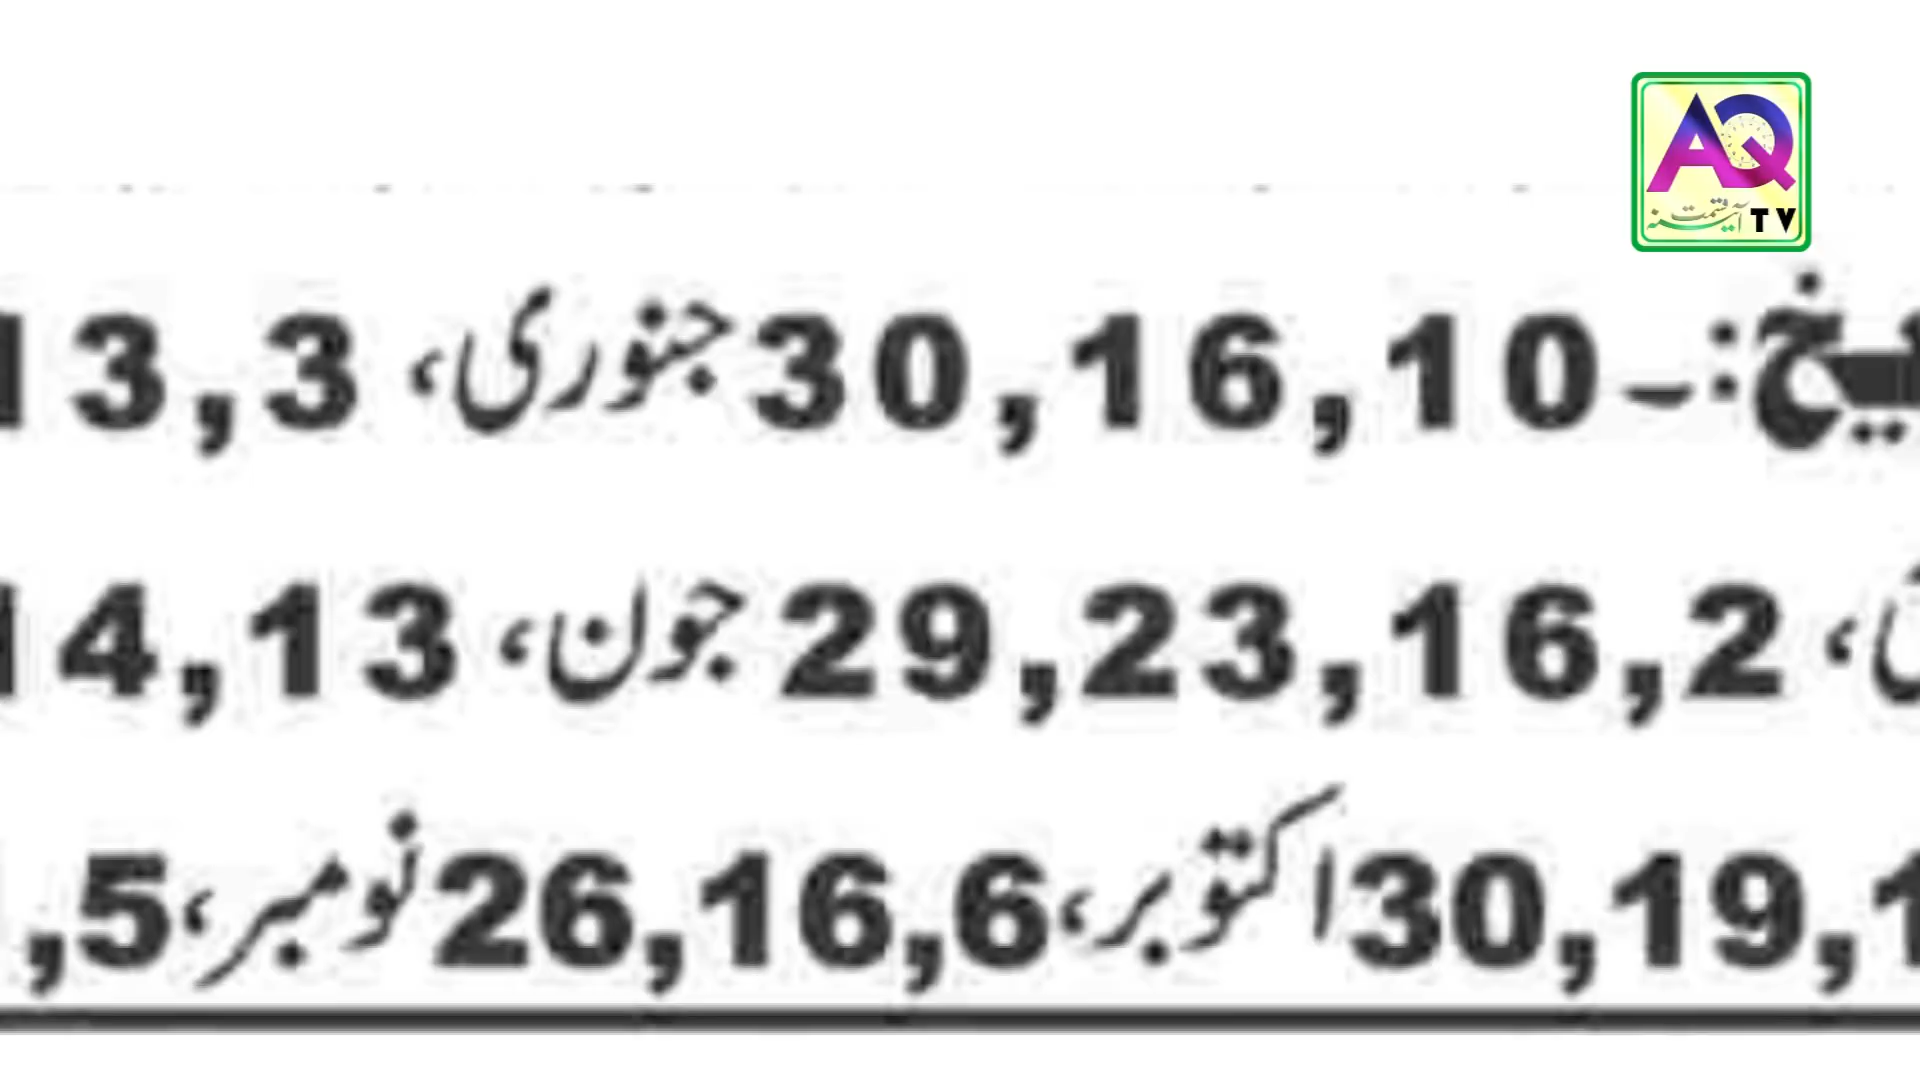 AQ
آئینہ قسمت TV
:۔ 10,16,30 جنوری، 3,13
، 2,16,23,29 جون، 13,14
19,30 اکتوبر، 6,16,26 نومبر، 5,